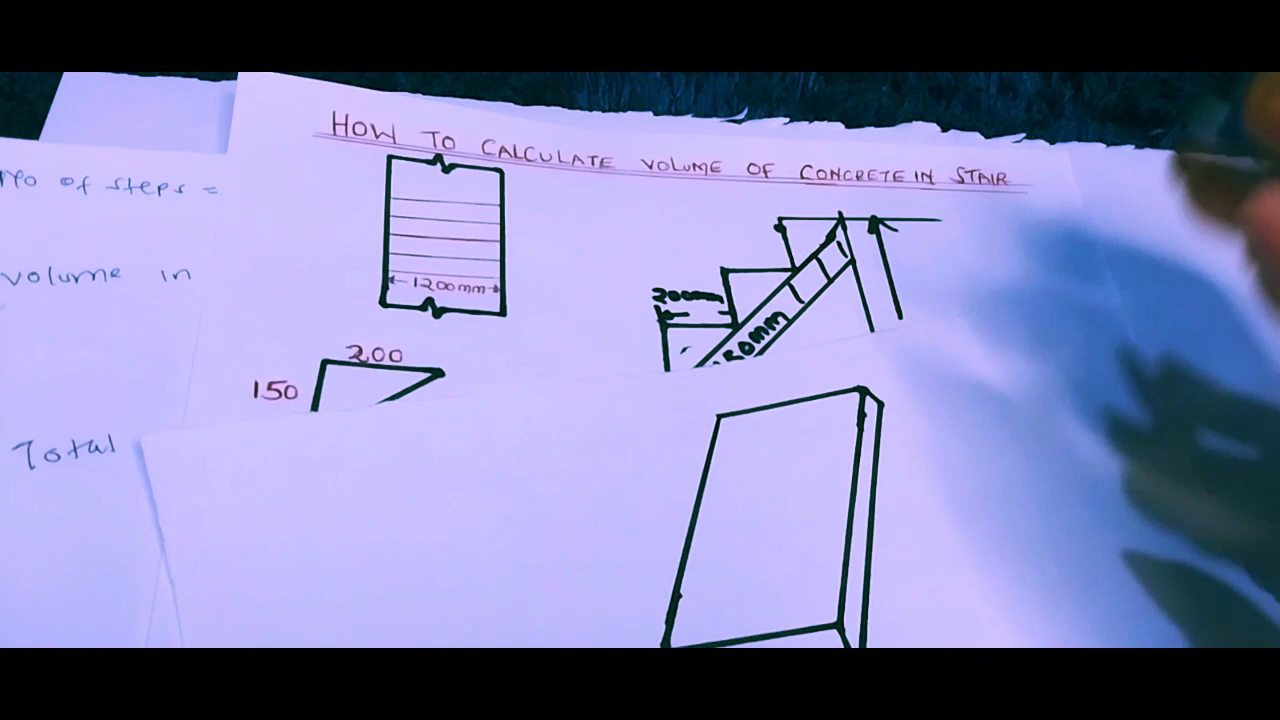 HOW TO CALCULATE VOLUME OF CONCRETE IN STAIR
No of steps =
volume in
Total
1200mm
200mm
200
150